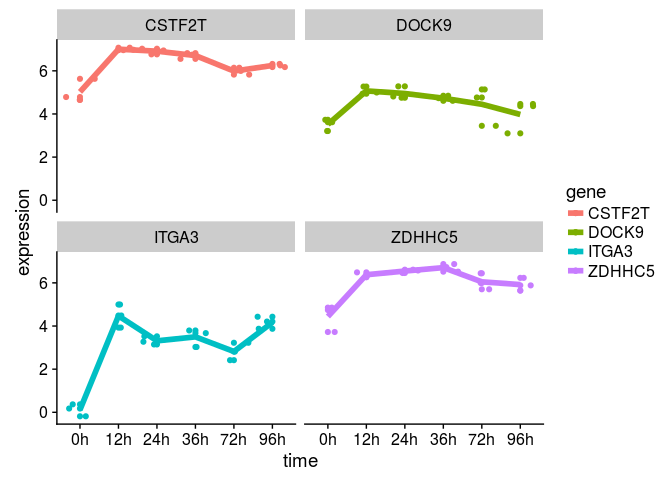 CSTF2T DOCK9
6
4
2
0
ITGA3 ZDHHC5
6
4
2
0
expression
0h 12h 24h 36h 72h 96h 0h 12h 24h 36h 72h 96h
time
gene
CSTF2T
DOCK9
ITGA3
ZDHHC5